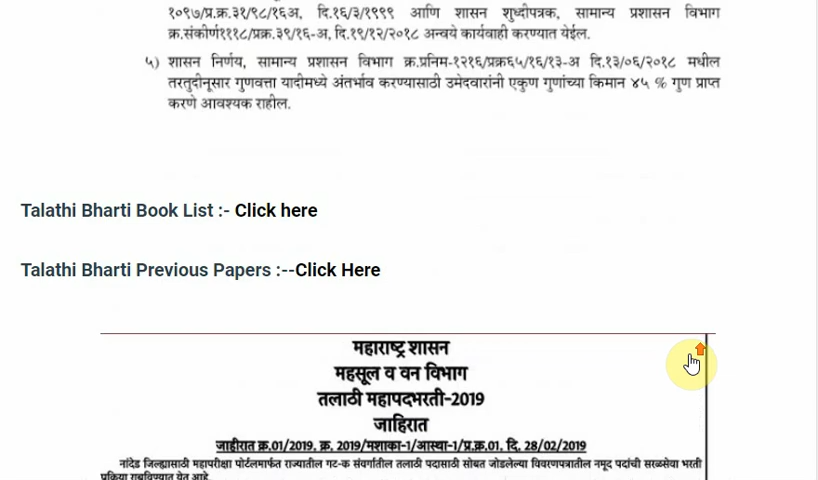 १०९७/प्र.क्र.३१/९८/१६अ, दि.१६/३/१९९९ आणि शासन शुध्दीपत्रक, सामान्य प्रशासन विभाग
क्र.संकीर्ण१११८/प्रक्र.३९/१६-अ, दि.१९/१२/२०१८ अन्वये कार्यवाही करण्यात येईल.
५) शासन निर्णय, सामान्य प्रशासन विभाग क्र.प्रनिम-१२१६/प्रक्र६५/१६/१३-अ दि.१३/०६/२०१८ मधील
तरतुदीनूसार गुणवत्ता यादीमध्ये अंतर्भाव करण्यासाठी उमेदवारांनी एकुण गुणांच्या किमान ४५ % गुण प्राप्त
करणे आवश्यक राहील.
Talathi Bharti Book List :- Click here
Talathi Bharti Previous Papers :--Click Here
महाराष्ट्र शासन
महसूल व वन विभाग
तलाठी महापदभरती-2019
जाहिरात
जाहीरात क्र.01/2019. क्र. 2019/मशाका-1/आस्था-1/प्र.क्र.01. दि. 28/02/2019
नांदेड जिल्ह्यासाठी महापरीक्षा पोर्टलमार्फत राज्यातील गट-क संवर्गातील तलाठी पदासाठी सोबत जोडलेल्या विवरणपत्रातील नमूद पदांची सरळसेवा भरती
प्रक्रिया राबविण्यात येत आहे.